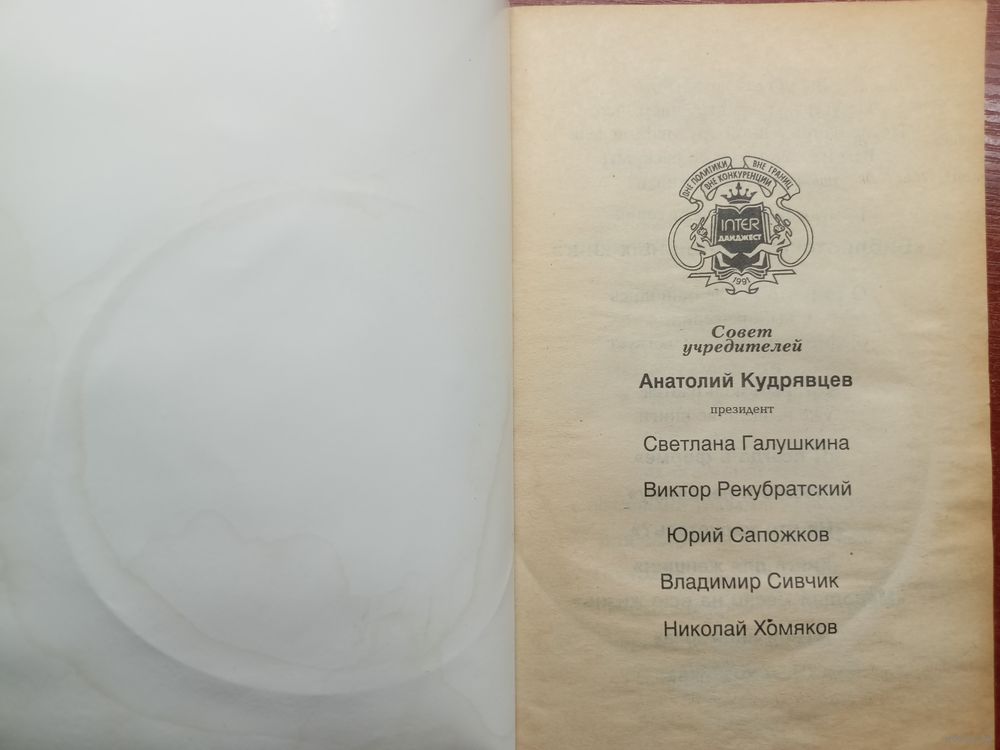 ВНЕ ПОЛИТИКИ
ВНЕ ГРАНИЦ
ВНЕ КОНКУРЕНЦИИ
INTER
ДАЙДЖЕСТ
1991
Совет
учредителей
Анатолий Кудрявцев
президент
Светлана Галушкина
Виктор Рекубратский
Юрий Сапожков
Владимир Сивчик
Николай Хомяков